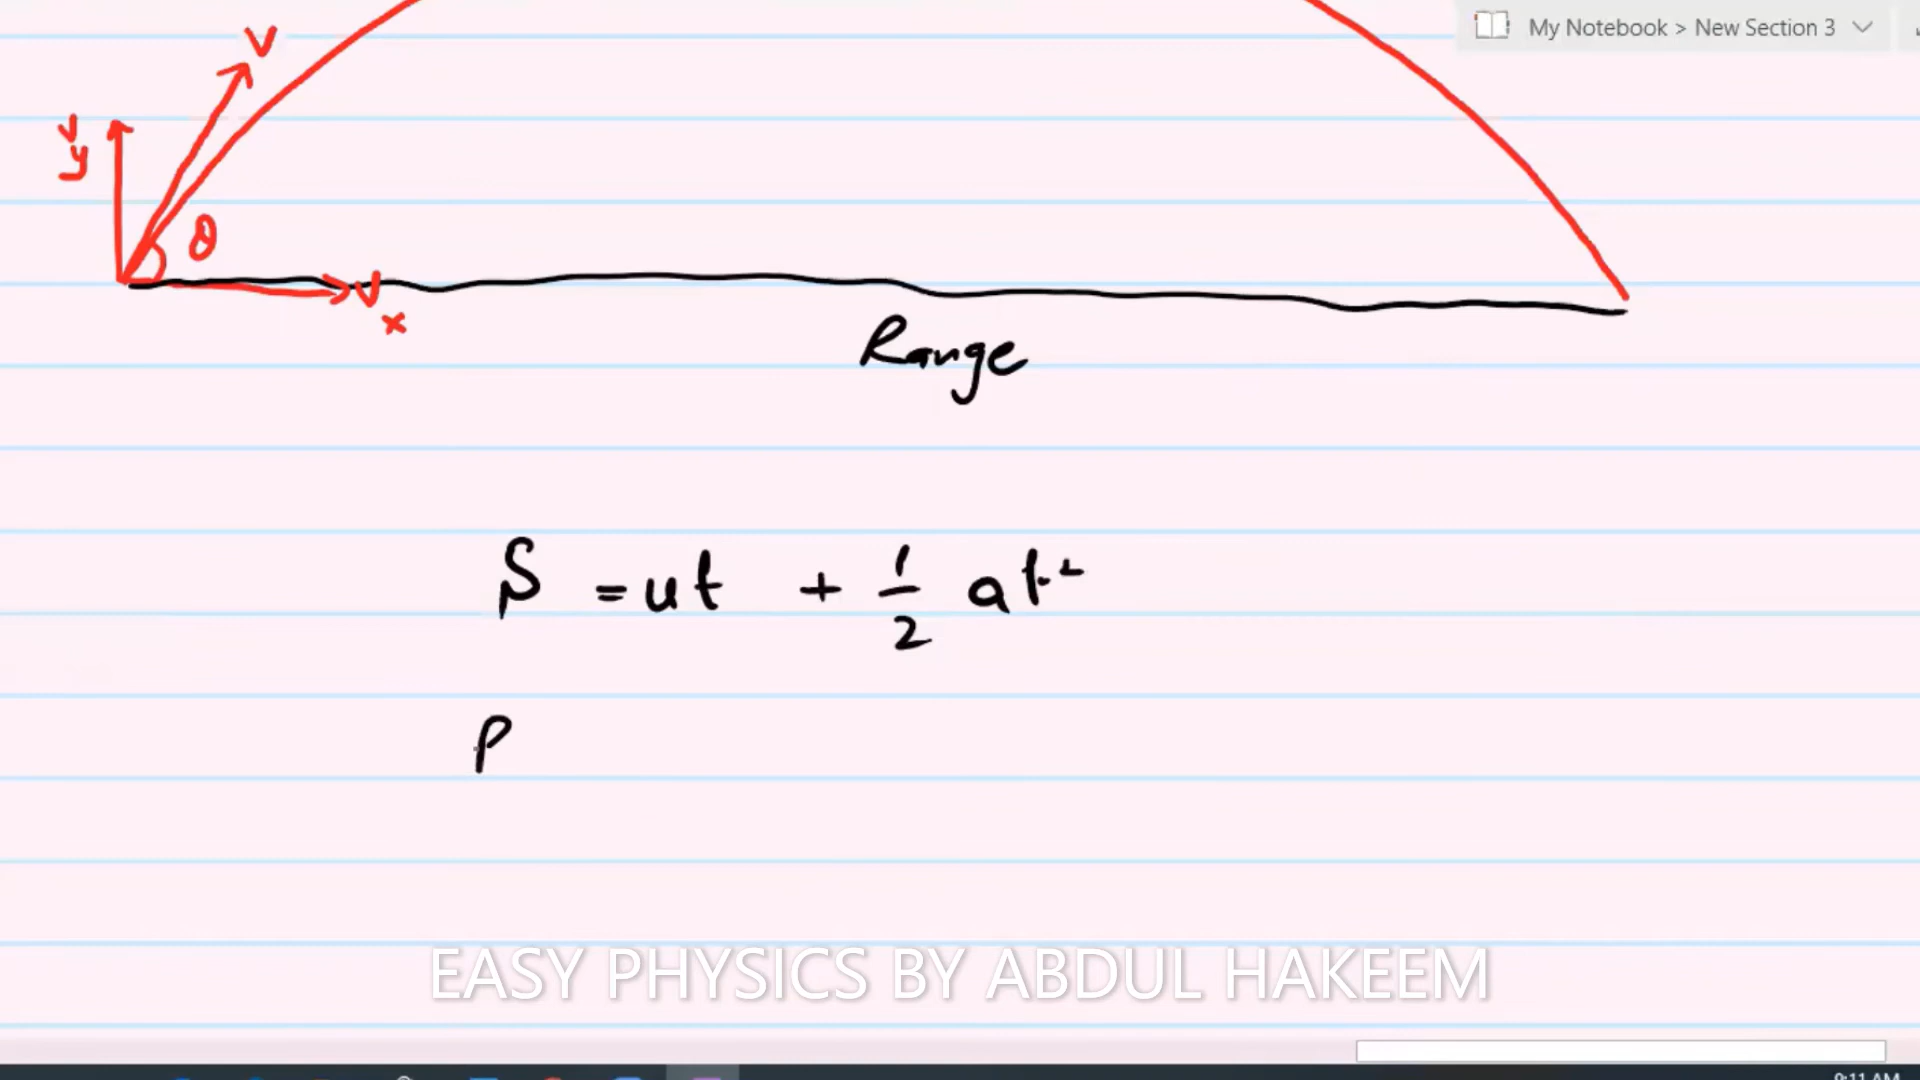 My Notebook > New Section 3
V
Vy
θ
Vx
Range
S = ut + 1/2 at²
P
EASY PHYSICS BY ABDUL HAKEEM